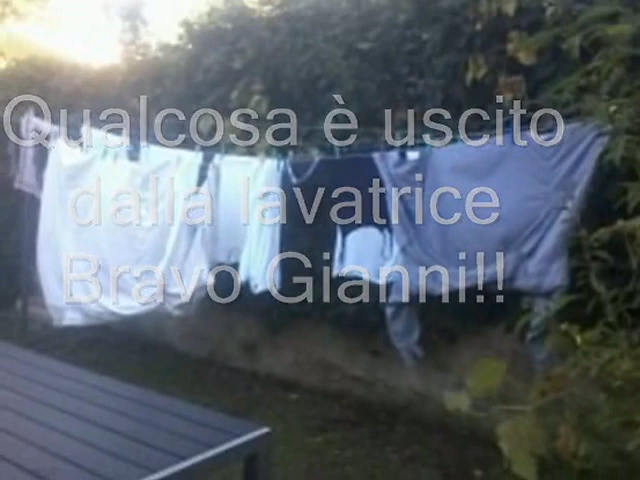 Qualcosa è uscito
dalla lavatrice
Bravo Gianni!!